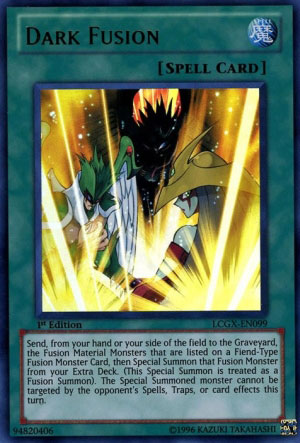 DARK FUSION
魔
[SPELL CARD]
1st Edition
LCGX-EN099
Send, from your hand or your side of the field to the Graveyard,
the Fusion Material Monsters that are listed on a Fiend-Type
Fusion Monster Card, then Special Summon that Fusion Monster
from your Extra Deck. (This Special Summon is treated as a
Fusion Summon). The Special Summoned monster cannot be
targeted by the opponent's Spells, Traps, or card effects this
turn.
94820406
©1996 KAZUKI TAKAHASHI